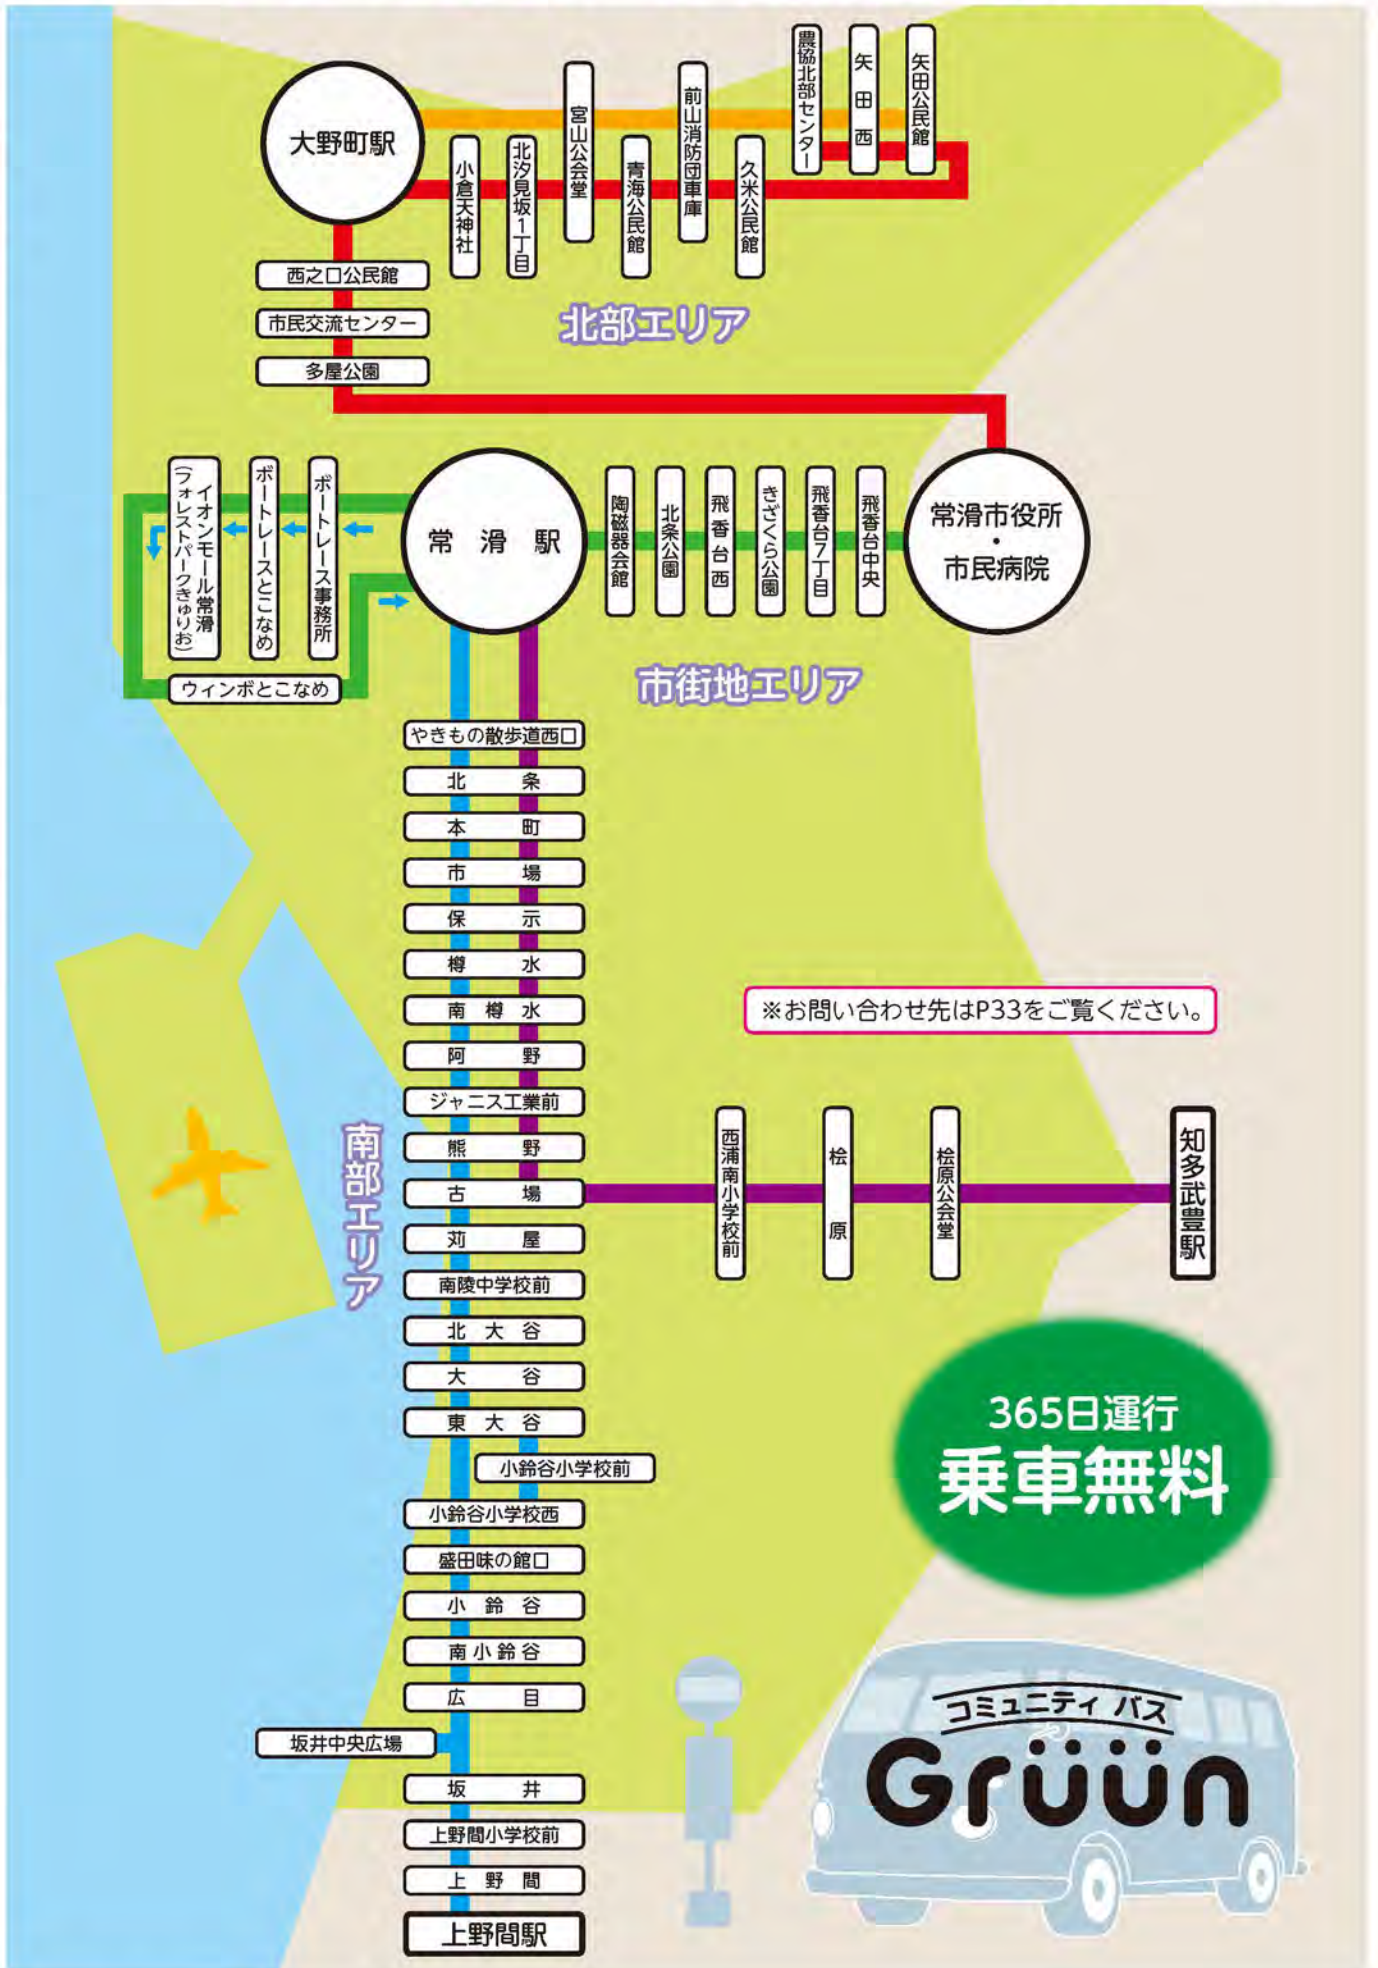 大野町駅
小倉天神社
北汐見坂1丁目
宮山公会堂
青海公民館
前山消防団車庫
久米公民館
農協北部センター
矢田西
矢田公民館
西之口公民館
市民交流センター
多屋公園
北部エリア
イオンモール常滑
(フォレストパークきゅりお)
ボートレースとこなめ
ボートレース事務所
ウィンボとこなめ
常滑駅
陶磁器会館
北条公園
飛香台西
きざくら公園
飛香台7丁目
飛香台中央
常滑市役所
・
市民病院
市街地エリア
やきもの散歩道西口
北条
本町
市場
保示
樽水
南樽水
阿野
ジャニス工業前
熊野
古場
苅屋
南陵中学校前
北大谷
大谷
東大谷
小鈴谷小学校前
小鈴谷小学校西
盛田味の館口
小鈴谷
南小鈴谷
広目
坂井中央広場
坂井
上野間小学校前
上野間
上野間駅
南部エリア
※お問い合わせ先はP33をご覧ください。
西浦南小学校前
桧原
桧原公会堂
知多武豊駅
365日運行
乗車無料
コミュニティ バス
Grüün